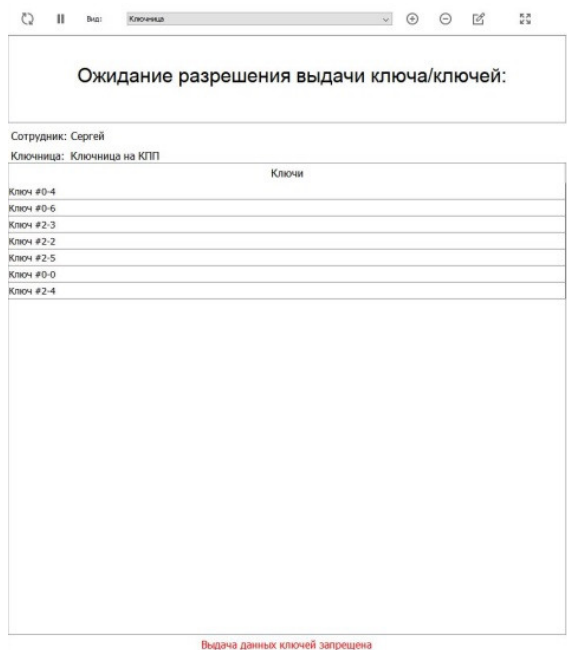 Вид: Ключница
Ожидание разрешения выдачи ключа/ключей:
Сотрудник: Сергей
Ключница: Ключница на КПП
Ключи
Ключ #0-4
Ключ #0-6
Ключ #2-3
Ключ #2-2
Ключ #2-5
Ключ #0-0
Ключ #2-4
Выдача данных ключей запрещена